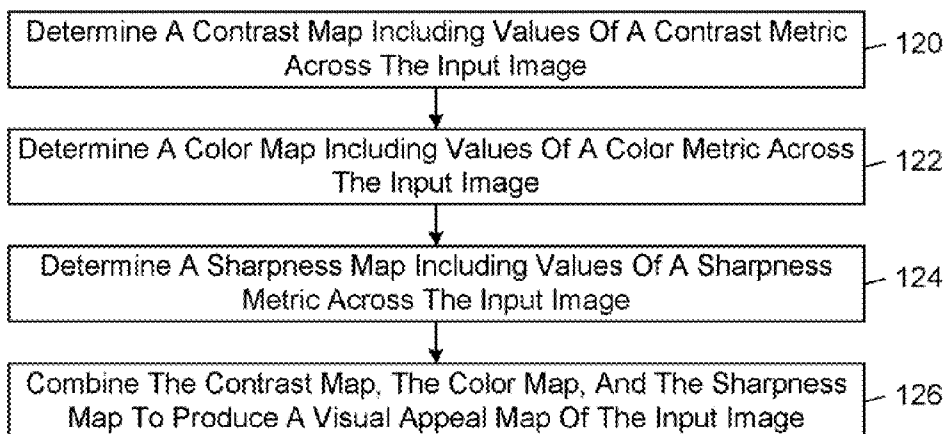 Determine A Contrast Map Including Values Of A Contrast Metric
Across The Input Image
120
Determine A Color Map Including Values Of A Color Metric Across
The Input Image
122
Determine A Sharpness Map Including Values Of A Sharpness
Metric Across The Input Image
124
Combine The Contrast Map, The Color Map, And The Sharpness
Map To Produce A Visual Appeal Map Of The Input Image
126